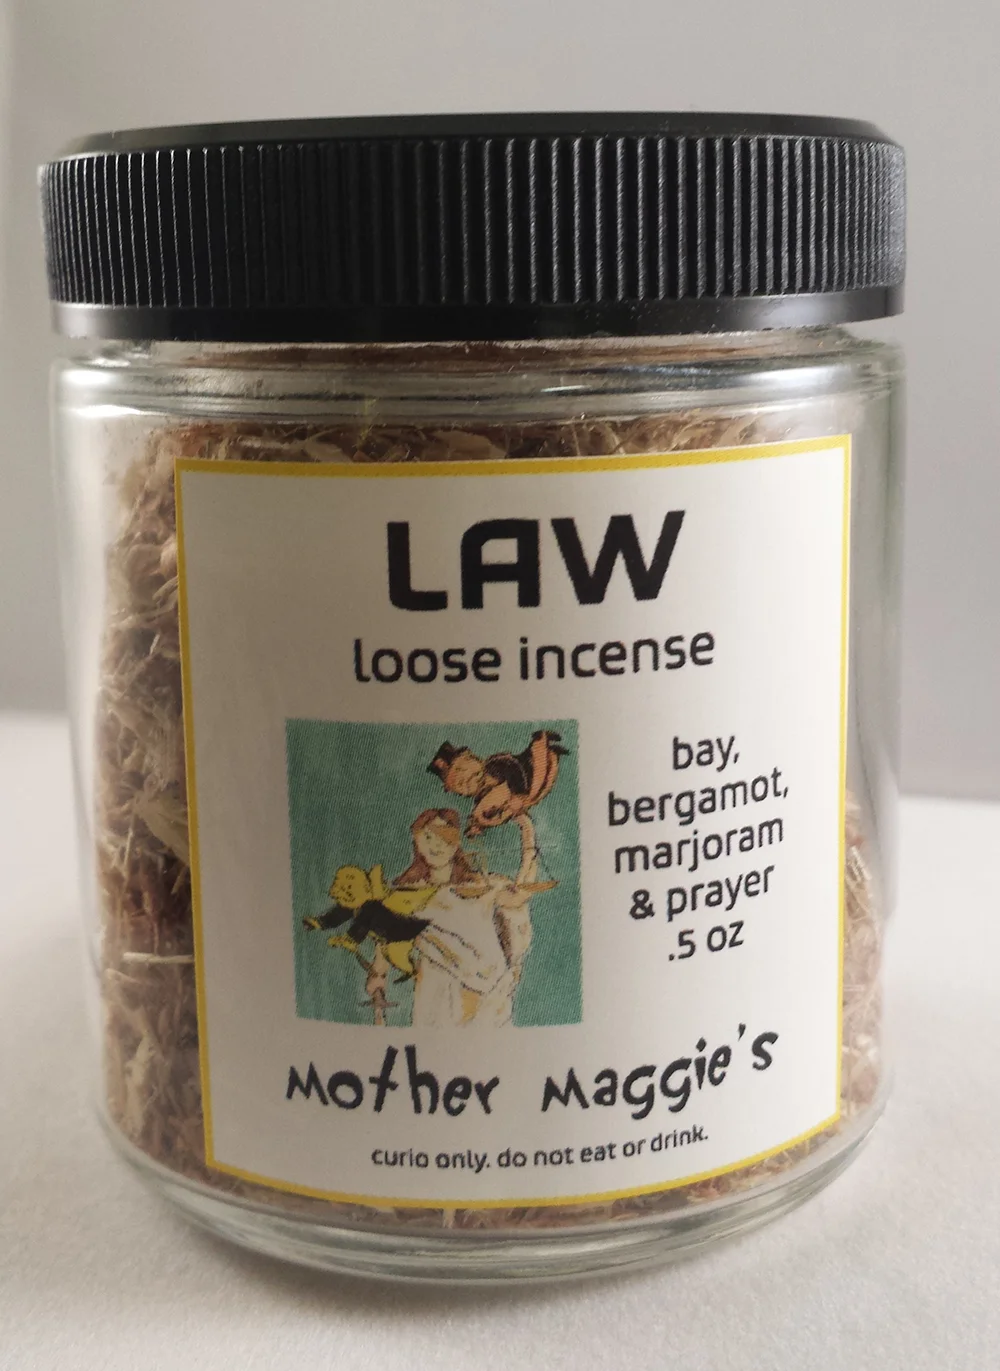 LAW
loose incense
bay,
bergamot,
marjoram
& prayer
.5 oz
Mother Maggie's
curio only. do not eat or drink.